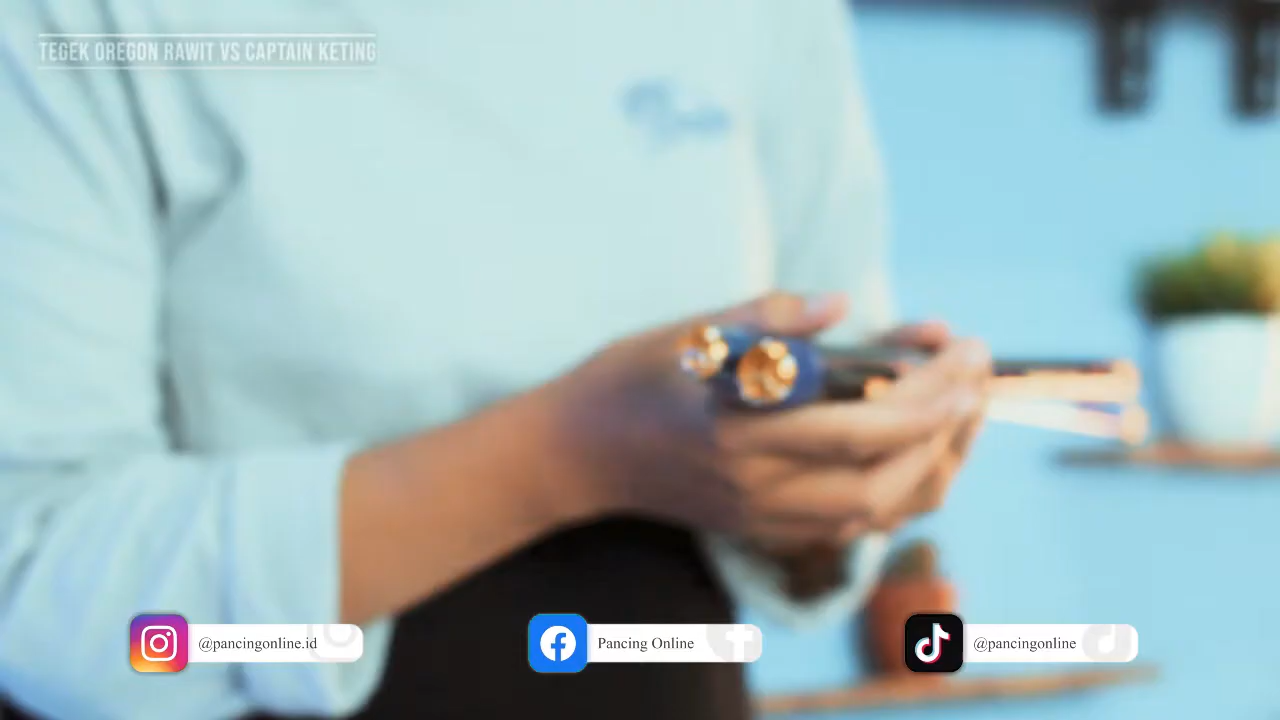 TEGEK OREGON RAWIT VS CAPTAIN KETING
@pancingonline.id
Pancing Online
@pancingonline